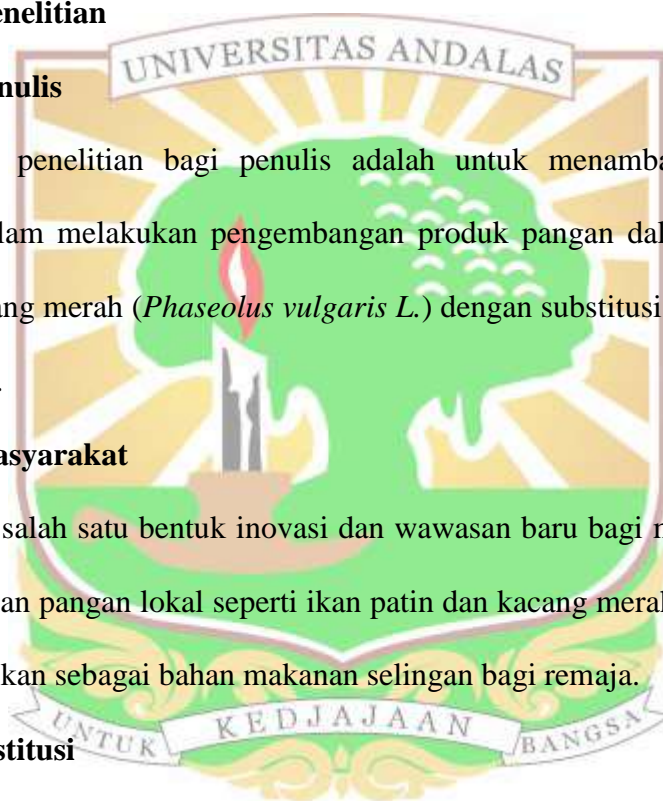 enelitian
UNIVERSITAS ANDALAS
nulis
penelitian bagi penulis adalah untuk menamba
lam melakukan pengembangan produk pangan dal
ang merah (Phaseolus vulgaris L.) dengan substitusi
.
asyarakat
salah satu bentuk inovasi dan wawasan baru bagi
an pangan lokal seperti ikan patin dan kacang merah
kan sebagai bahan makanan selingan bagi remaja.
UNTUK KEDJAJAAN BANGSA
stitusi